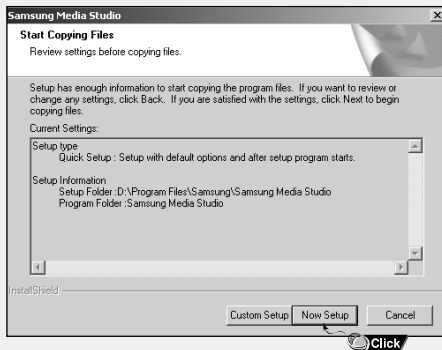 Samsung Media Studio
Start Copying Files
Review settings before copying files.
Setup has enough information to start copying the program files. If you want to review or
change any settings, click Back. If you are satisfied with the settings, click Next to begin
copying files.
Current Settings:
Setup type
Quick Setup : Setup with default options and after setup program starts.
Setup Information
Setup Folder :D:\Program Files\Samsung\Samsung Media Studio
Program Folder :Samsung Media Studio
InstallShield
Custom Setup Now Setup Cancel
Click